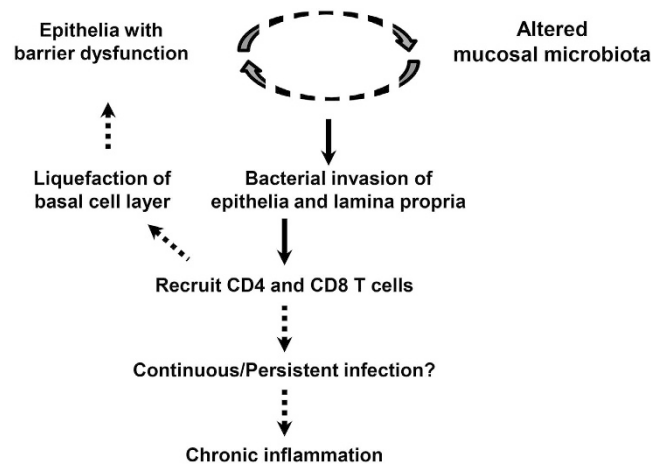 Epithelia with
barrier dysfunction
Altered
mucosal microbiota
Liquefaction of
basal cell layer
Bacterial invasion of
epithelia and lamina propria
Recruit CD4 and CD8 T cells
Continuous/Persistent infection?
Chronic inflammation